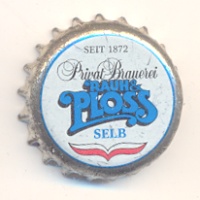 SEIT 1872
Privat Brauerei
RAUH &
PLOSS
SELB